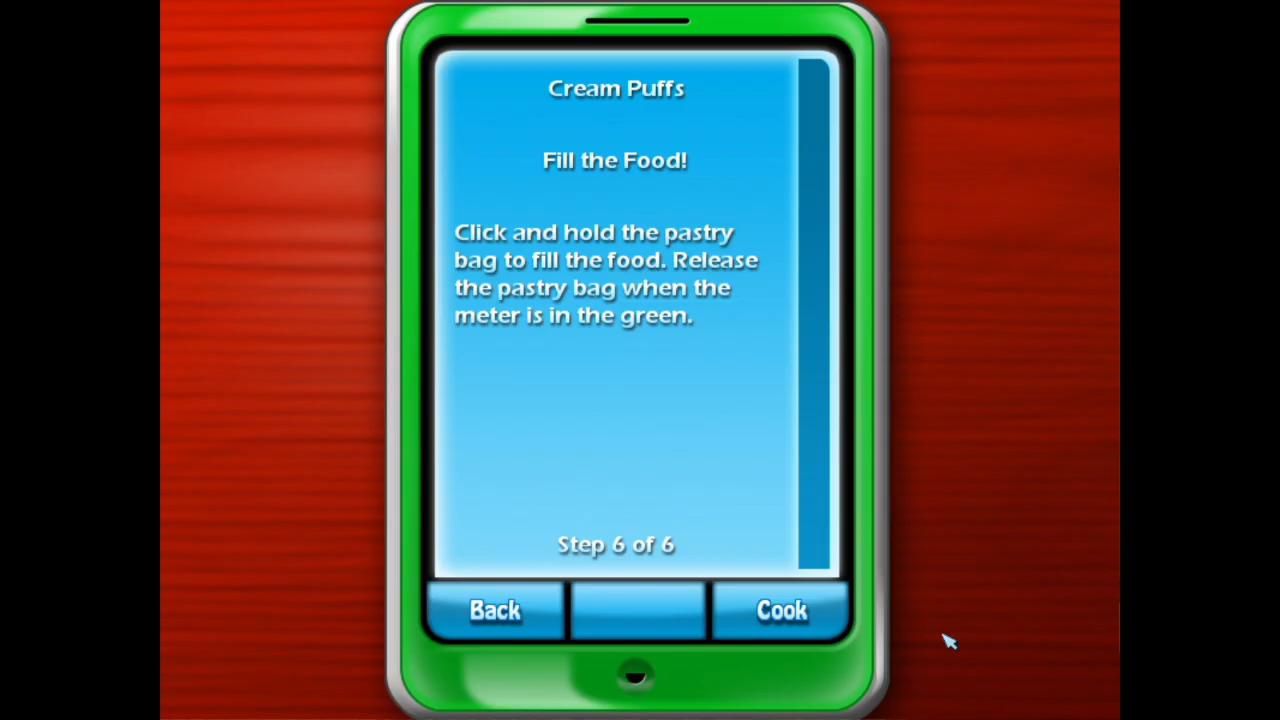 Cream Puffs
Fill the Food!
Click and hold the pastry
bag to fill the food. Release
the pastry bag when the
meter is in the green.
Step 6 of 6
Back
Cook